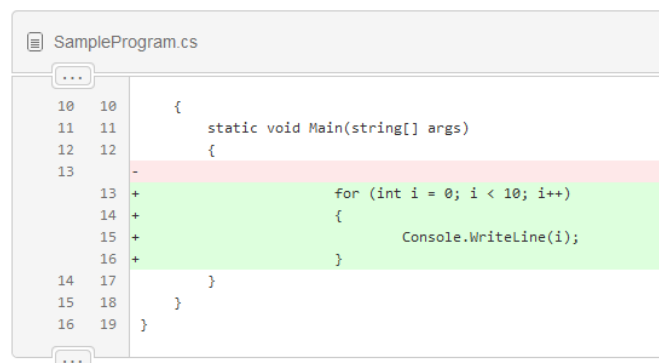 SampleProgram.cs
...
10 10 {
11 11 static void Main(string[] args)
12 12 {
13 -
13 + for (int i = 0; i < 10; i++)
14 + {
15 + Console.WriteLine(i);
16 + }
14 17 }
15 18 }
16 19 }
...